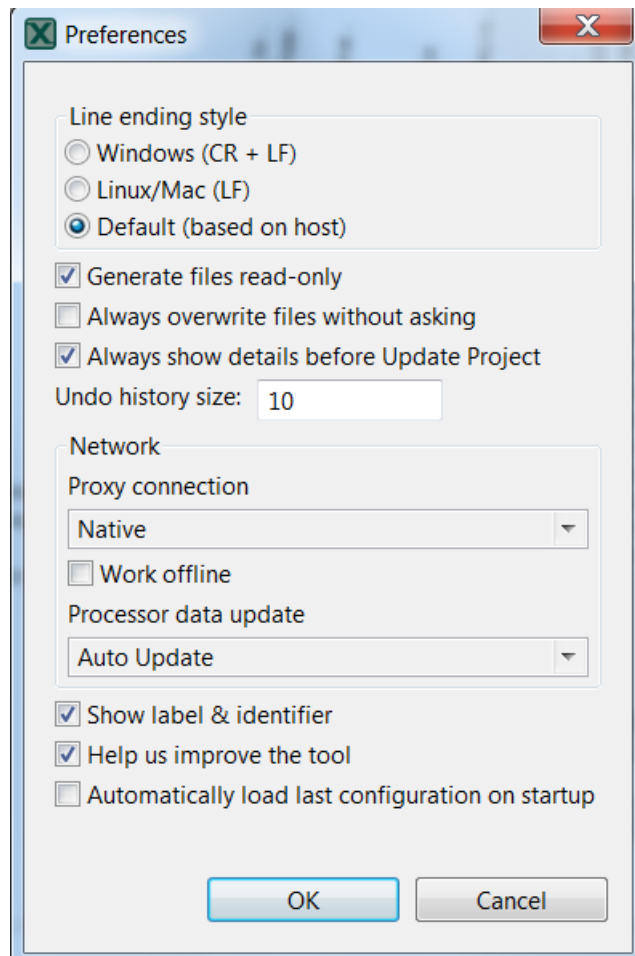 Preferences
Line ending style
Windows (CR + LF)
Linux/Mac (LF)
Default (based on host)
Generate files read-only
Always overwrite files without asking
Always show details before Update Project
Undo history size: 10
Network
Proxy connection
Native
Work offline
Processor data update
Auto Update
Show label & identifier
Help us improve the tool
Automatically load last configuration on startup
OK Cancel